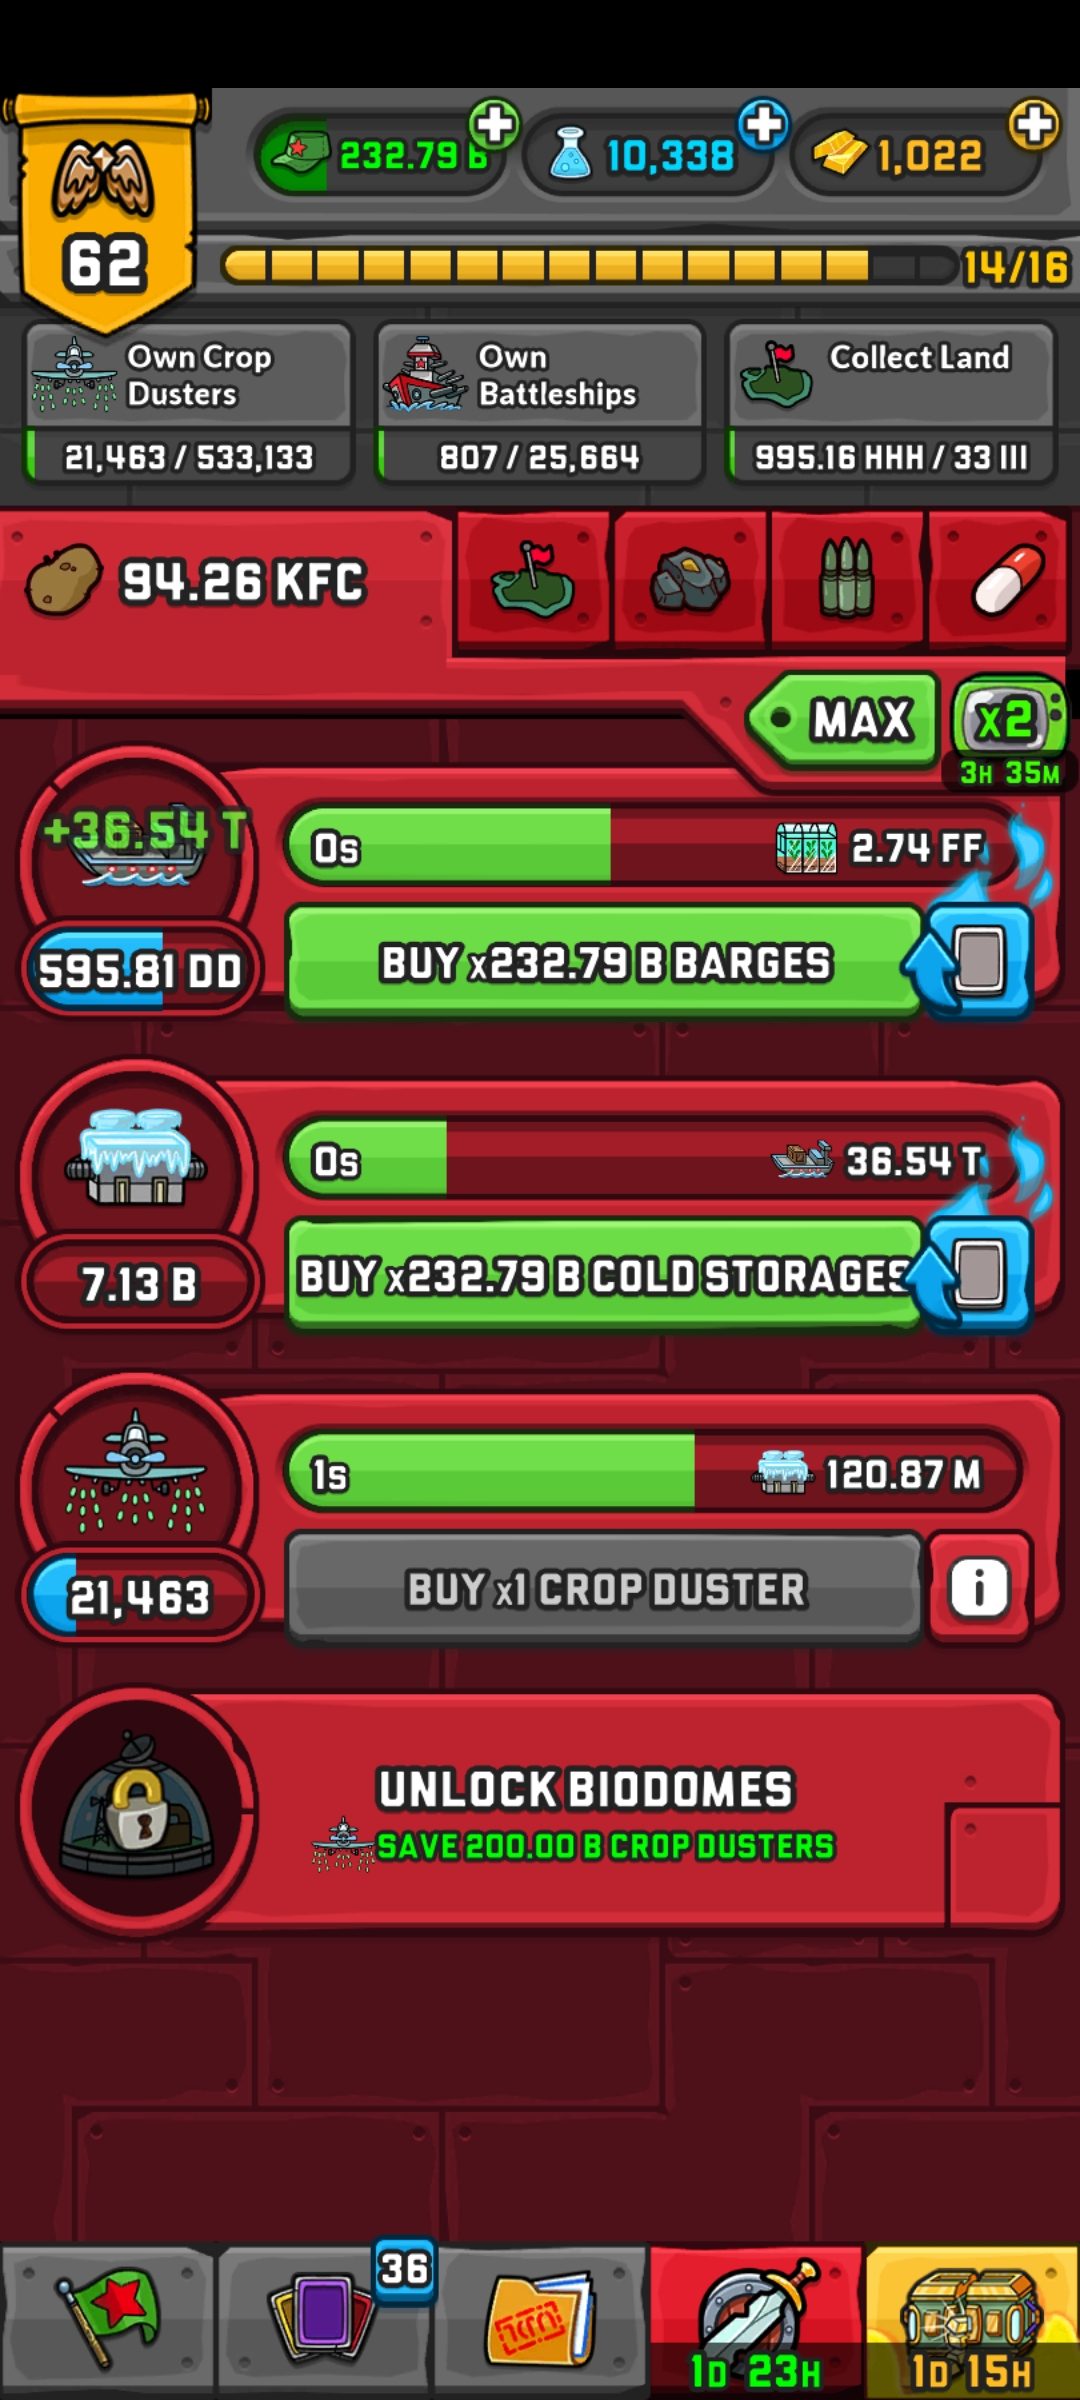 62
232.79 B
10,338
1,022
14/16
Own Crop
Dusters
21,463 / 533,133
Own
Battleships
807 / 25,664
Collect Land
995.16 HHH / 33 III
94.26 KFC
MAX
x2
3H 35M
+36.54 T
595.81 DD
0s
2.74 FF
BUY x232.79 B BARGES
7.13 B
0s
36.54 T
BUY x232.79 B COLD STORAGES
21,463
1s
120.87 M
BUY x1 CROP DUSTER
i
UNLOCK BIODOMES
SAVE 200.00 B CROP DUSTERS
36
1D 23H
1D 15H